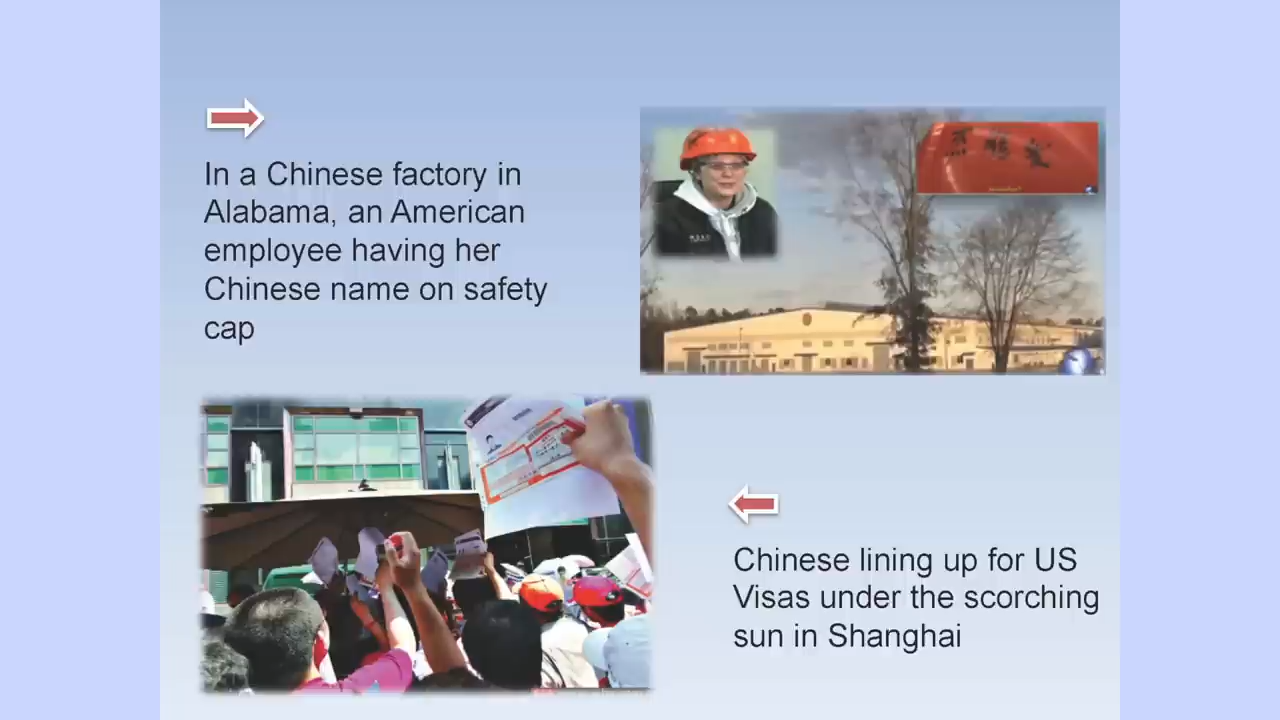 In a Chinese factory in
Alabama, an American
employee having her
Chinese name on safety
cap
Chinese lining up for US
Visas under the scorching
sun in Shanghai